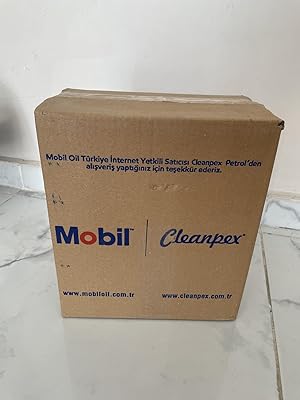 Mobil Oil Türkiye İnternet Yetkili Satıcısı Cleanpex Petrol'den
alışveriş yaptığınız için teşekkür ederiz.
Mobil™ | Cleanpex
www.mobiloil.com.tr www.cleanpex.com.tr